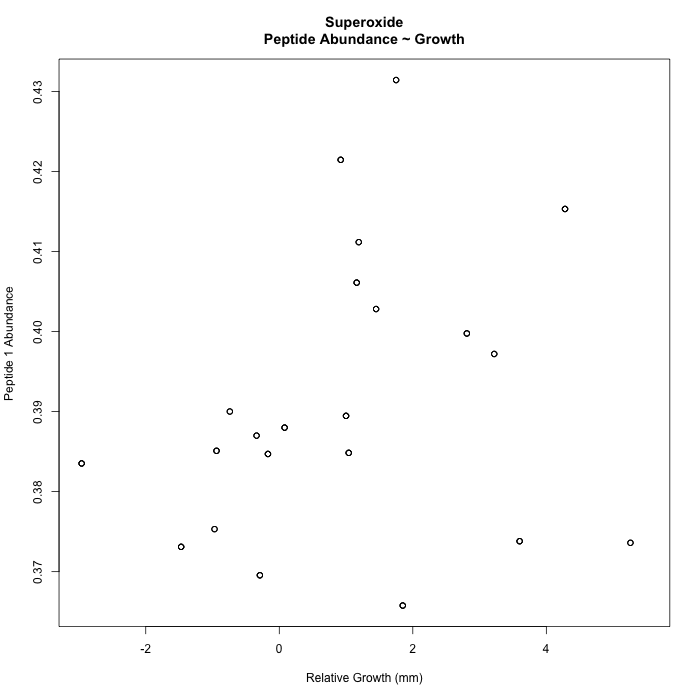 Superoxide
Peptide Abundance ~ Growth
Peptide 1 Abundance
0.43
0.42
0.41
0.40
0.39
0.38
0.37
-2 0 2 4
Relative Growth (mm)